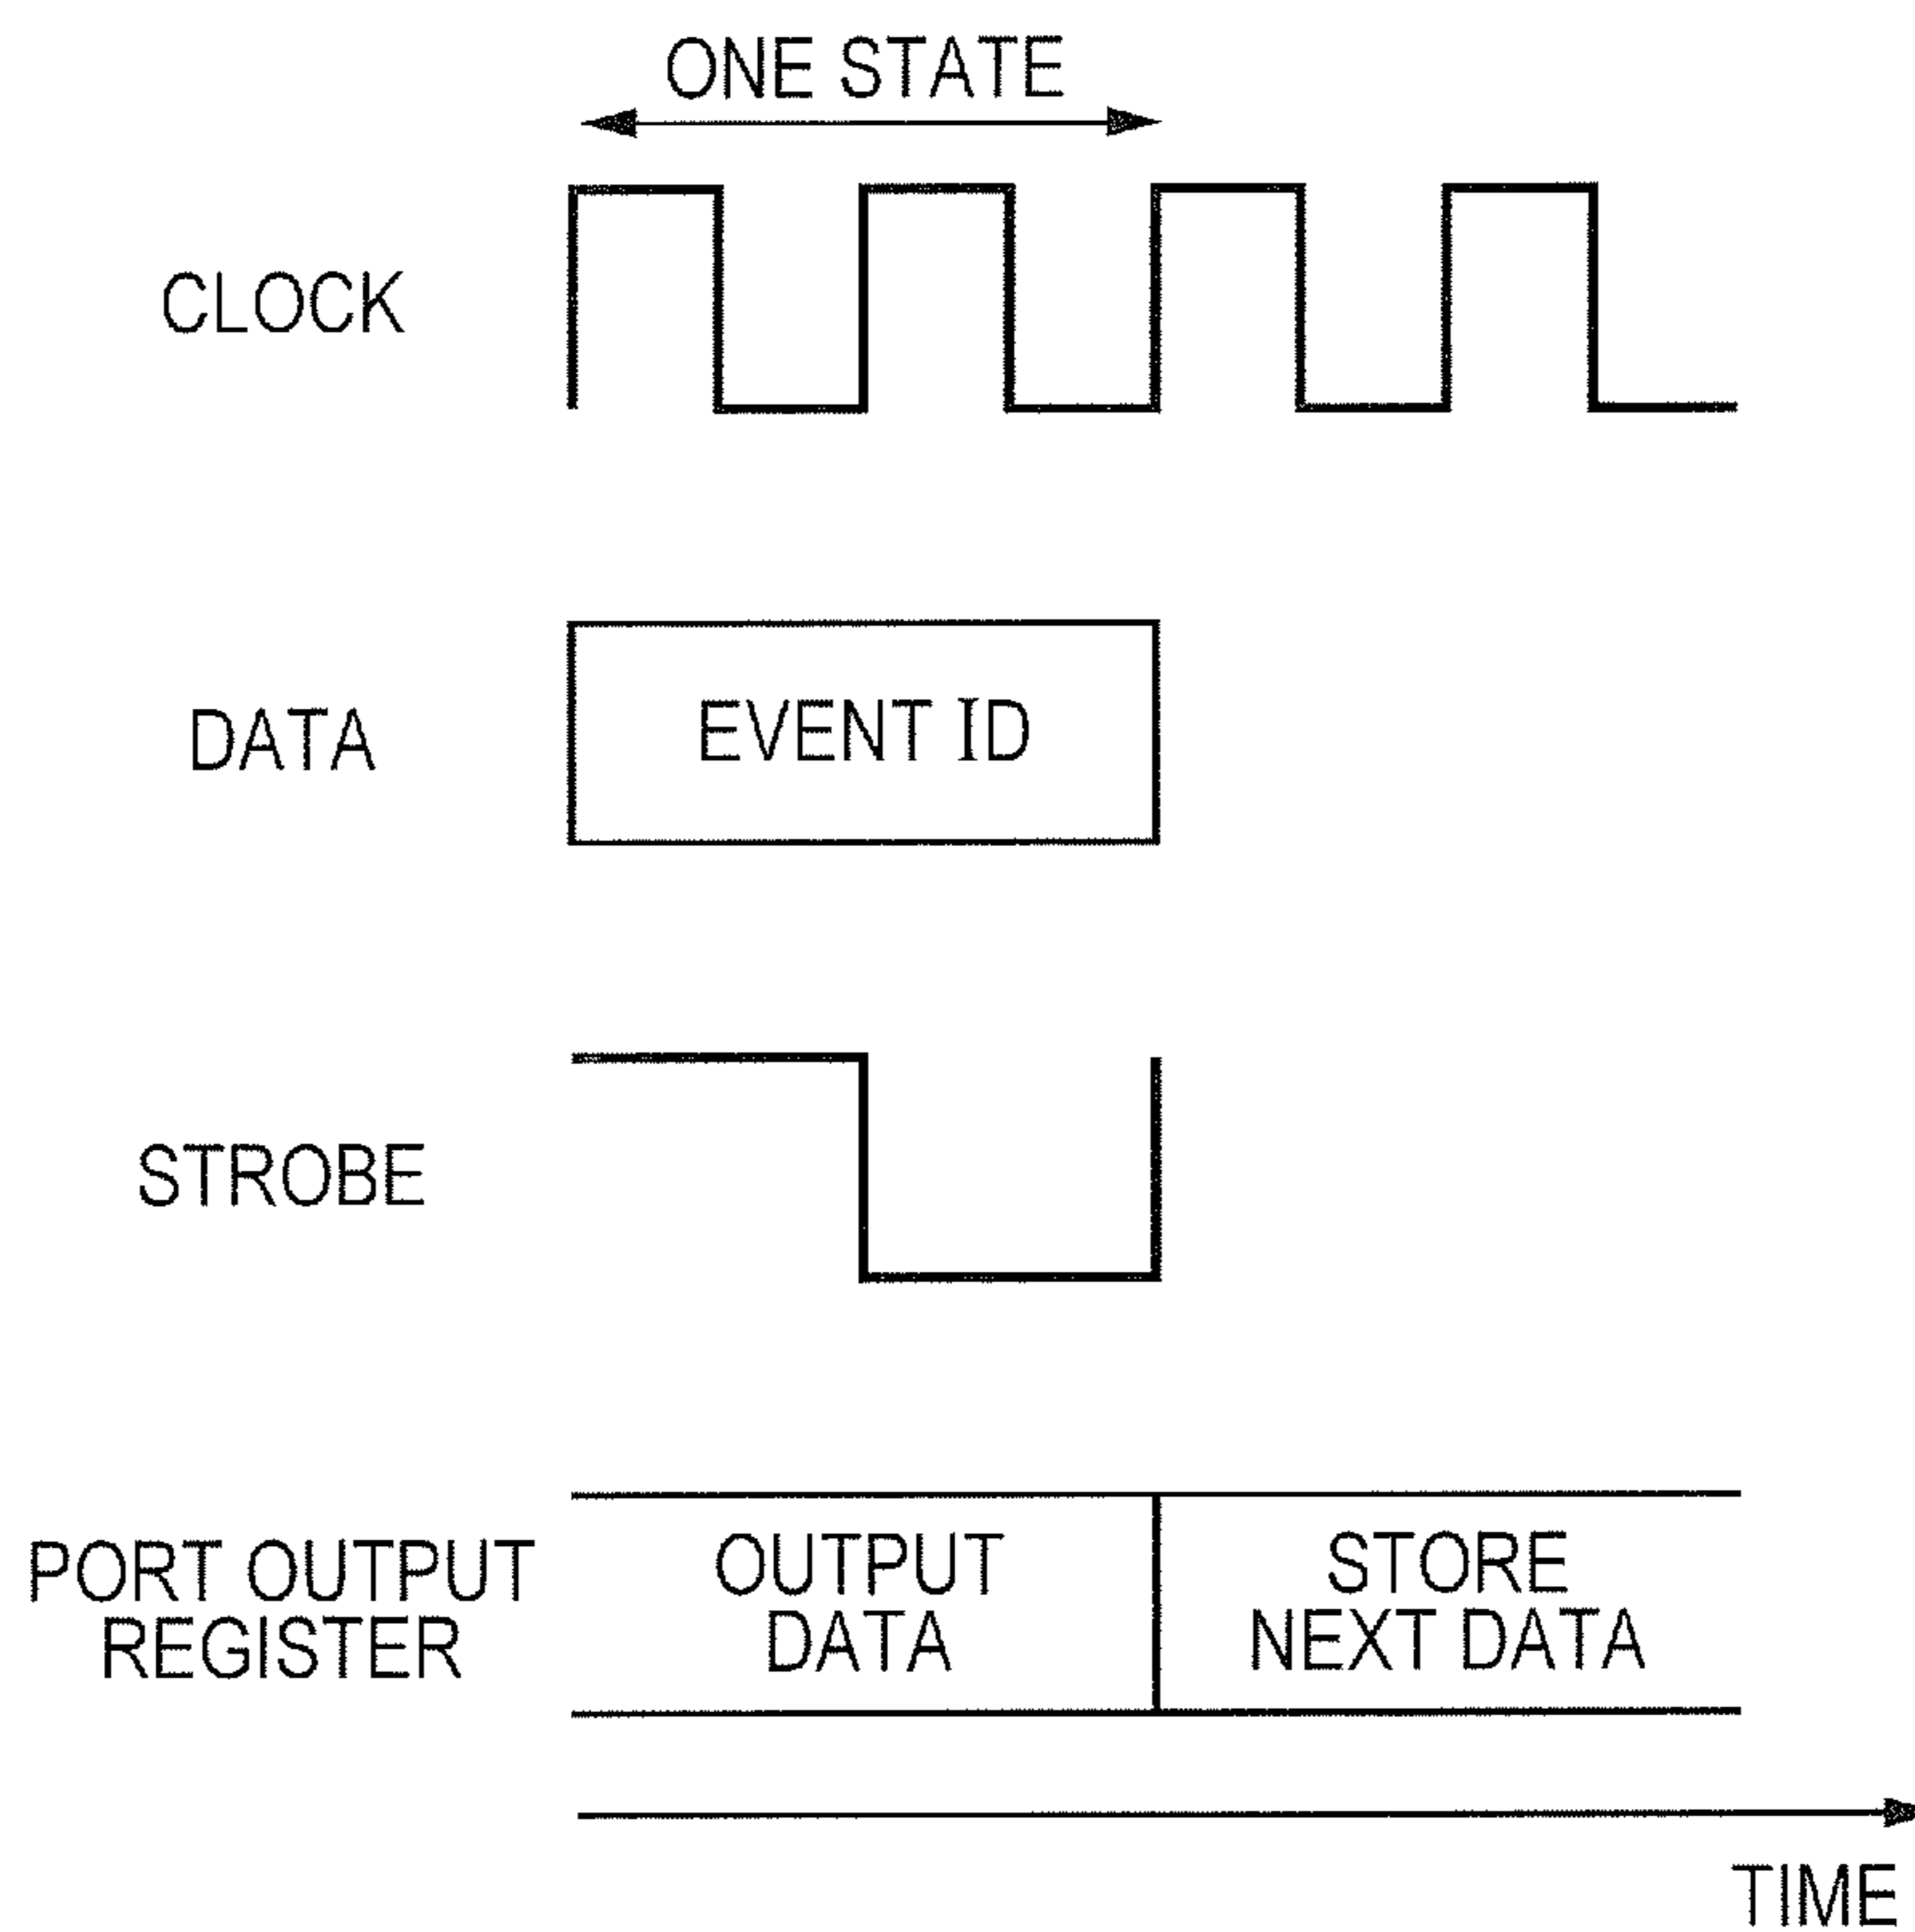 ONE STATE
CLOCK
DATA
EVENT ID
STROBE
PORT OUTPUT
REGISTER
OUTPUT
DATA
STORE
NEXT DATA
TIME